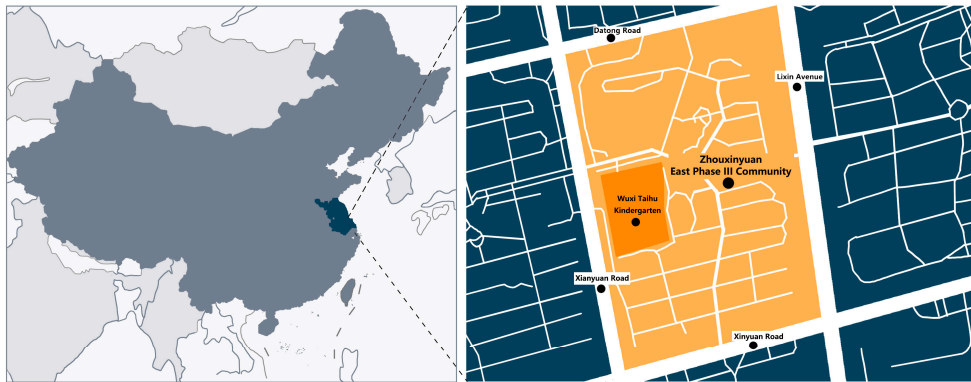 Datong Road
Lixin Avenue
Zhouxinyuan
East Phase III Community
Wuxi Taihu
Kindergarten
Xianyuan Road
Xinyuan Road